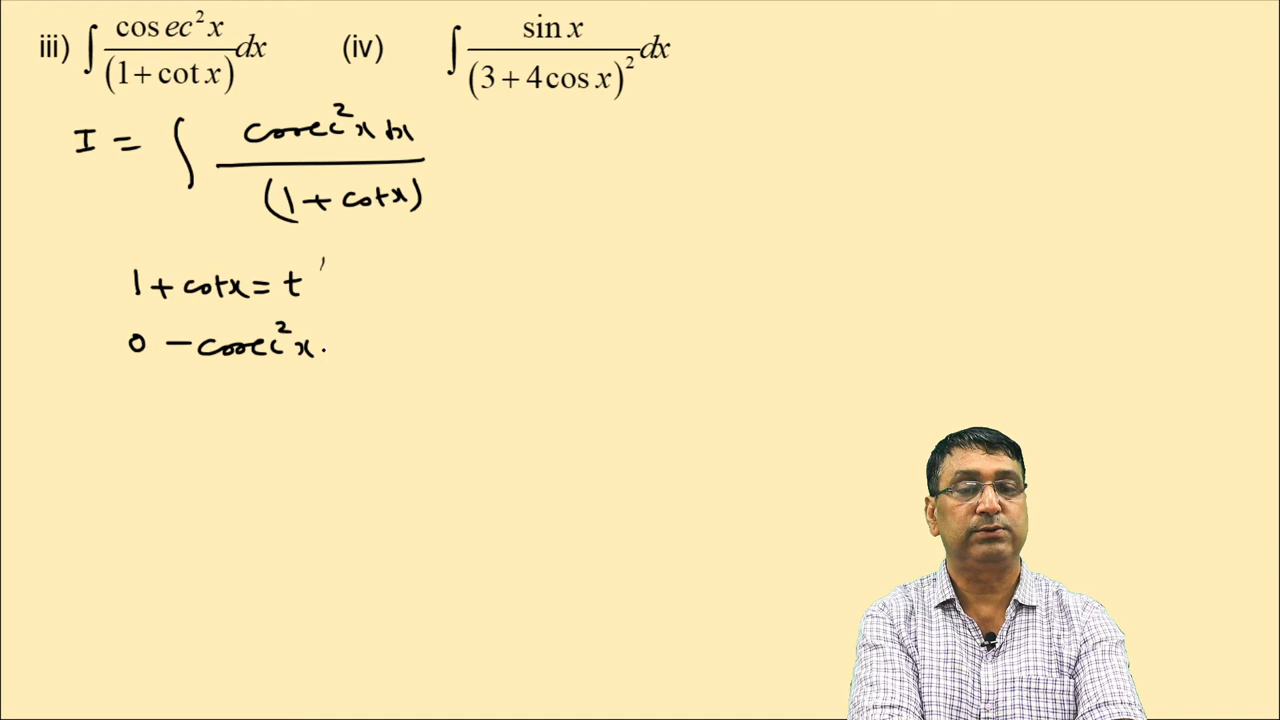 iii) ∫ cosec²x / (1 + cot x) dx (iv) ∫ sin x / (3 + 4cos x)² dx
I = ∫ cosec²x dx / (1 + cotx)
1 + cotx = t
0 - cosec²x.